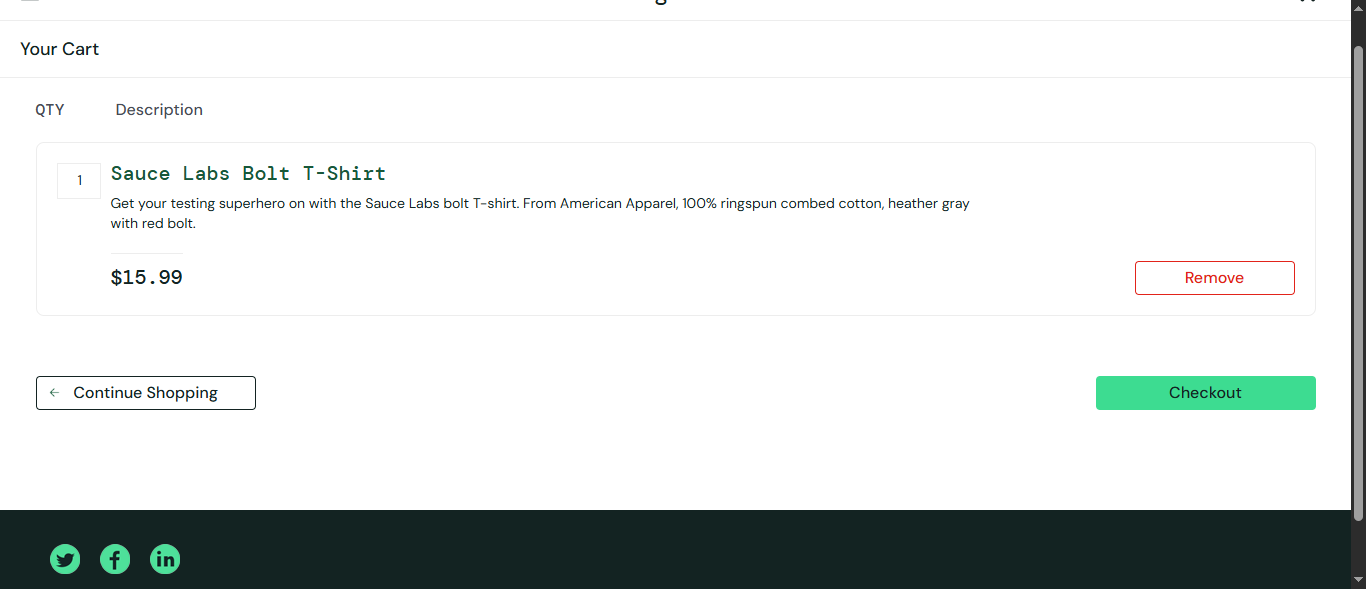 Your Cart
QTY Description
1 Sauce Labs Bolt T-Shirt
Get your testing superhero on with the Sauce Labs bolt T-shirt. From American Apparel, 100% ringspun combed cotton, heather gray
with red bolt.
$15.99 Remove
← Continue Shopping Checkout